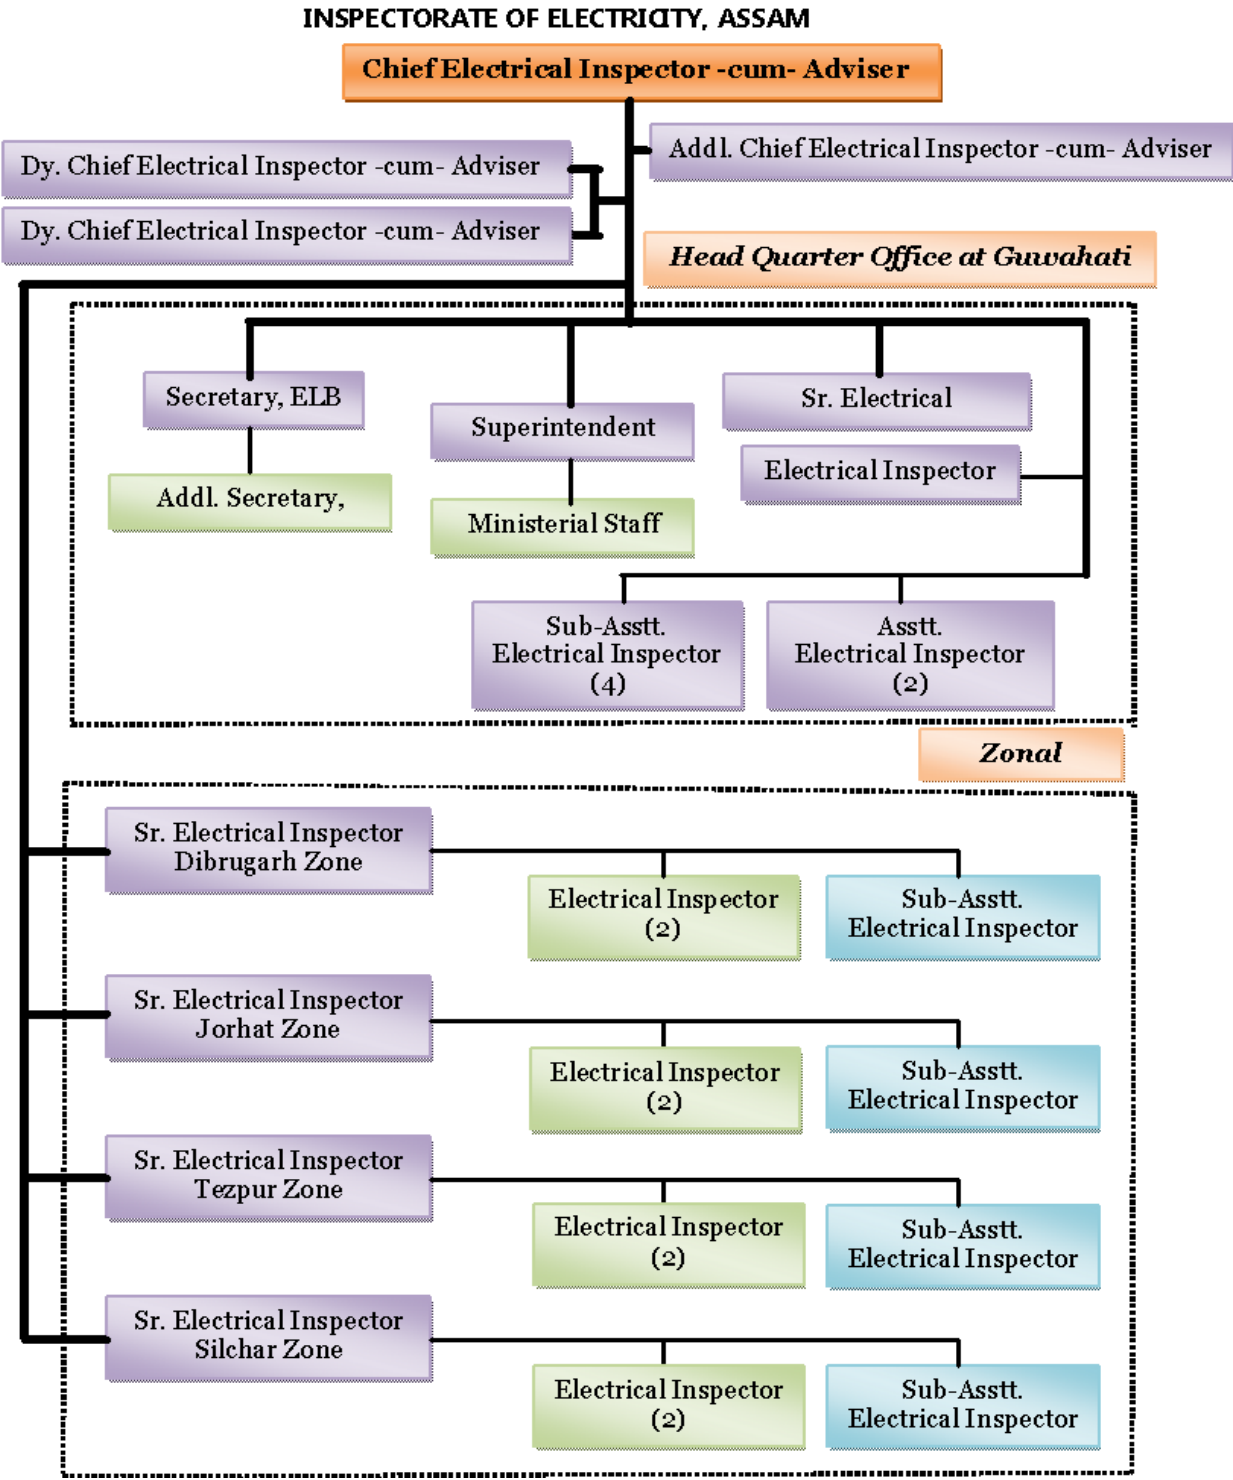 INSPECTORATE OF ELECTRICITY, ASSAM
Chief Electrical Inspector -cum- Adviser
Addl. Chief Electrical Inspector -cum- Adviser
Dy. Chief Electrical Inspector -cum- Adviser
Dy. Chief Electrical Inspector -cum- Adviser
Head Quarter Office at Guwahati
Secretary, ELB
Addl. Secretary,
Superintendent
Ministerial Staff
Sr. Electrical
Electrical Inspector
Sub-Asstt.
Electrical Inspector
(4)
Asstt.
Electrical Inspector
(2)
Zonal
Sr. Electrical Inspector
Dibrugarh Zone
Electrical Inspector
(2)
Sub-Asstt.
Electrical Inspector
Sr. Electrical Inspector
Jorhat Zone
Electrical Inspector
(2)
Sub-Asstt.
Electrical Inspector
Sr. Electrical Inspector
Tezpur Zone
Electrical Inspector
(2)
Sub-Asstt.
Electrical Inspector
Sr. Electrical Inspector
Silchar Zone
Electrical Inspector
(2)
Sub-Asstt.
Electrical Inspector